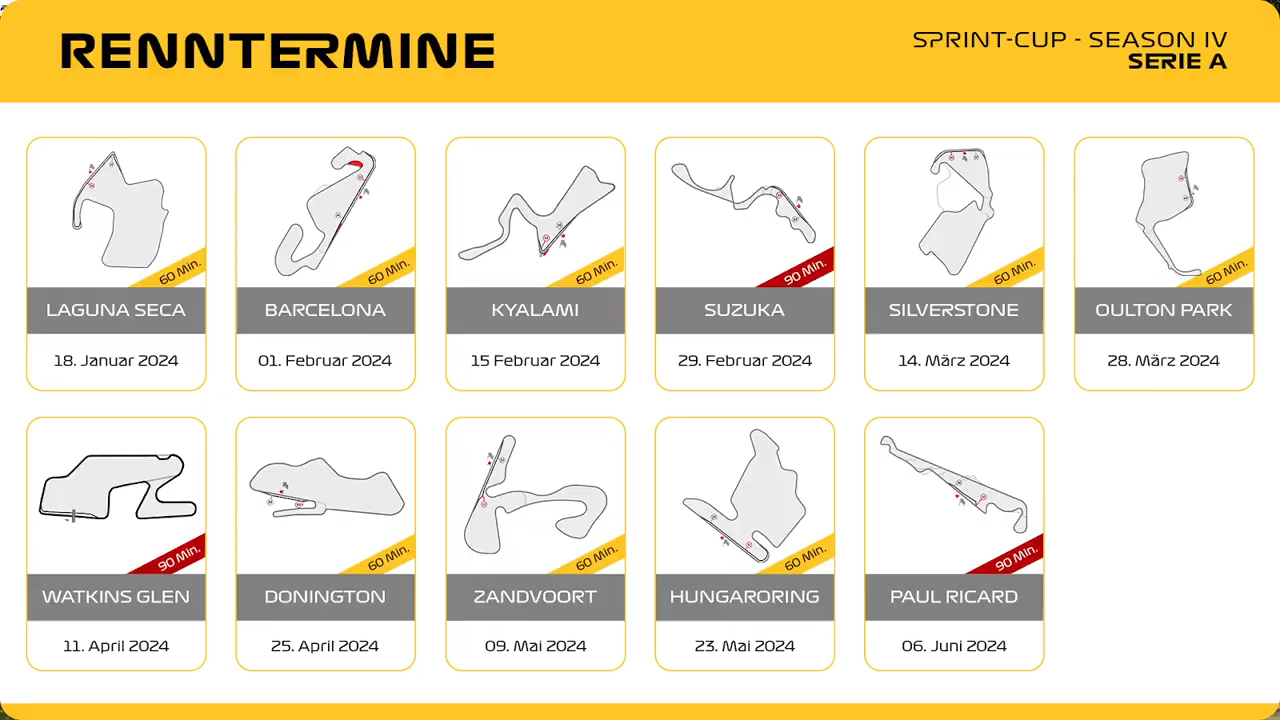 RENNTERMINE
SPRINT-CUP - SEASON IV
SERIE A
60 Min.
LAGUNA SECA
18. Januar 2024
60 Min.
BARCELONA
01. Februar 2024
60 Min.
KYALAMI
15 Februar 2024
90 Min.
SUZUKA
29. Februar 2024
60 Min.
SILVERSTONE
14. März 2024
60 Min.
OULTON PARK
28. März 2024
90 Min.
WATKINS GLEN
11. April 2024
60 Min.
DONINGTON
25. April 2024
60 Min.
ZANDVOORT
09. Mai 2024
60 Min.
HUNGARORING
23. Mai 2024
90 Min.
PAUL RICARD
06. Juni 2024